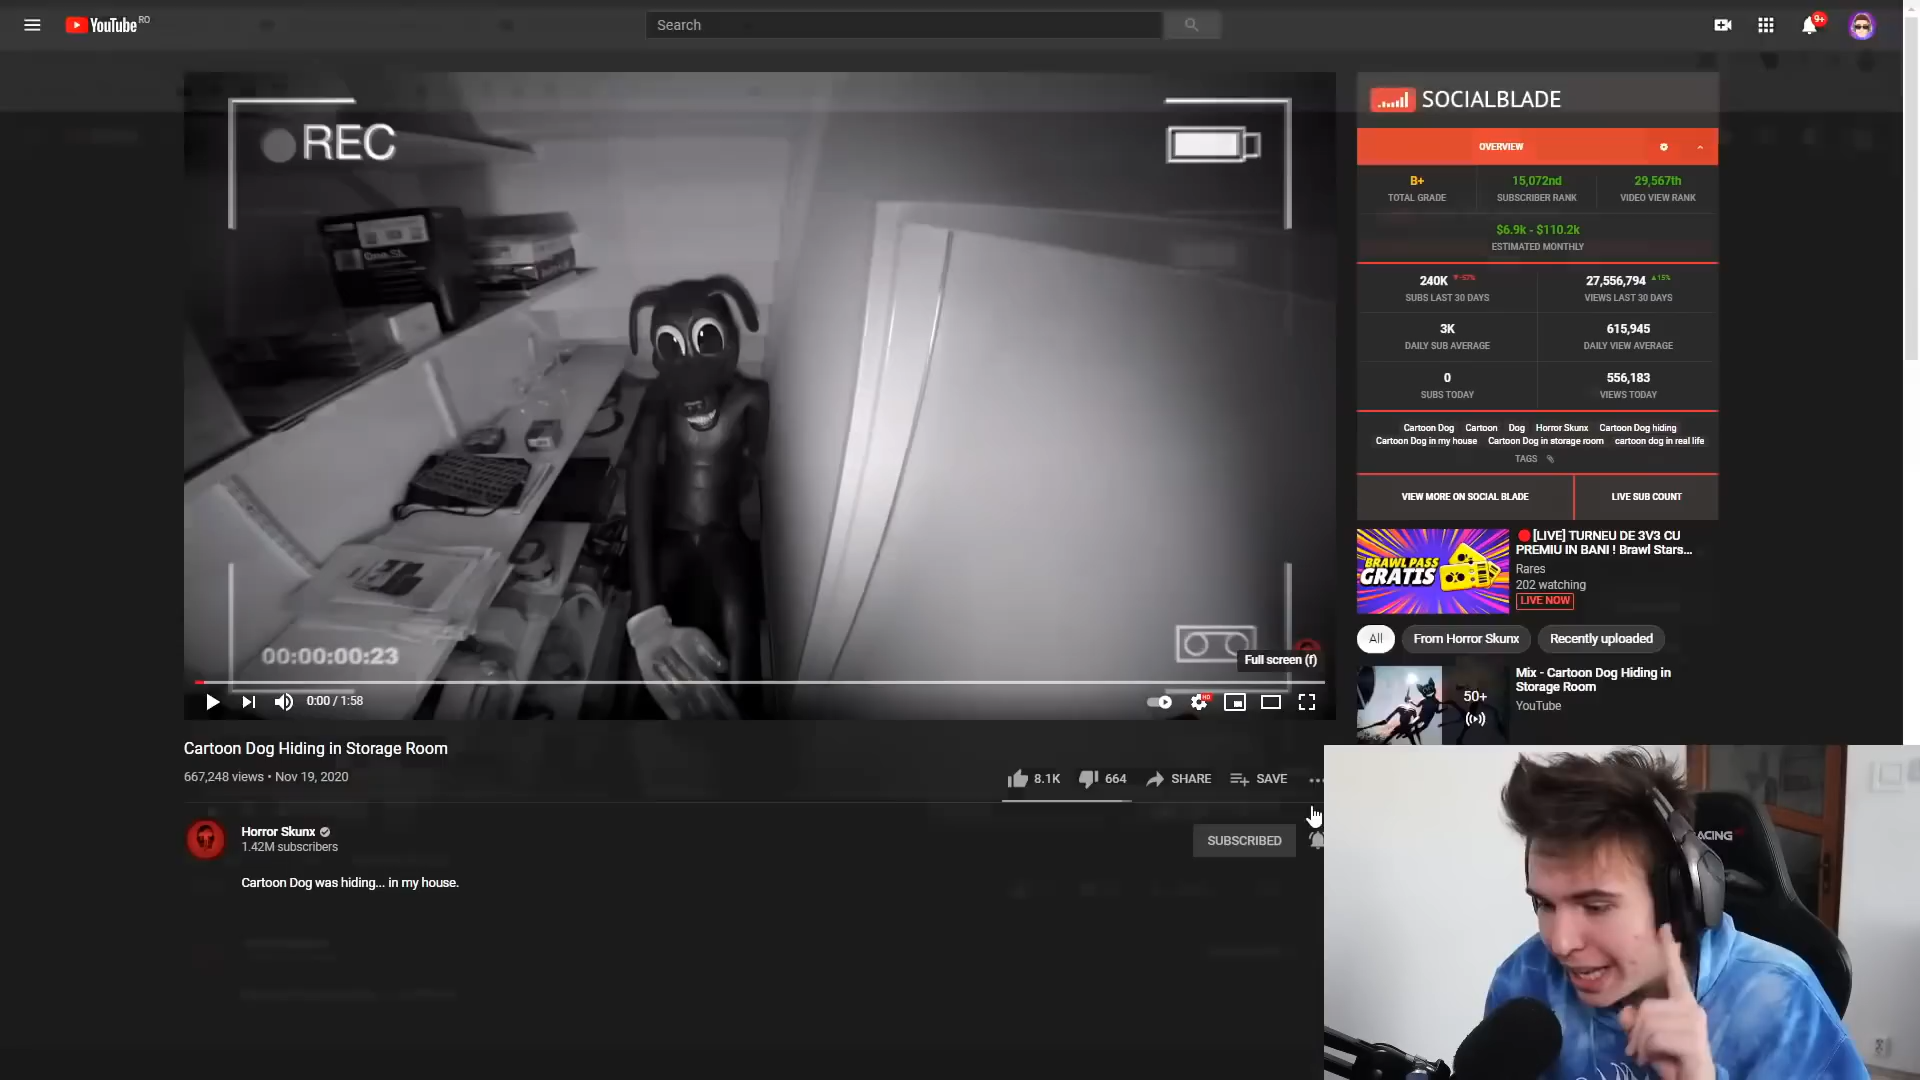 YouTube RO
Search
9+
REC
00:00:00:23
Full screen (f)
0:00 / 1:58
HD
Cartoon Dog Hiding in Storage Room
667,248 views • Nov 19, 2020
8.1K
664
SHARE
SAVE
Horror Skunx
1.42M subscribers
SUBSCRIBED
Cartoon Dog was hiding... in my house.
SOCIALBLADE
OVERVIEW
B+ 15,072nd 29,567th
TOTAL GRADE SUBSCRIBER RANK VIDEO VIEW RANK
$6.9k - $110.2k
ESTIMATED MONTHLY
240K -57% 27,556,794 15%
SUBS LAST 30 DAYS VIEWS LAST 30 DAYS
3K 615,945
DAILY SUB AVERAGE DAILY VIEW AVERAGE
0 556,183
SUBS TODAY VIEWS TODAY
Cartoon Dog Cartoon Dog Horror Skunx Cartoon Dog hiding
Cartoon Dog in my house Cartoon Dog in storage room cartoon dog in real life
TAGS
VIEW MORE ON SOCIAL BLADE LIVE SUB COUNT
BRAWL PASS
GRATIS
[LIVE] TURNEU DE 3V3 CU
PREMIU IN BANI ! Brawl Stars...
Rares
202 watching
LIVE NOW
All From Horror Skunx Recently uploaded
50+
Mix - Cartoon Dog Hiding in
Storage Room
YouTube
RACING